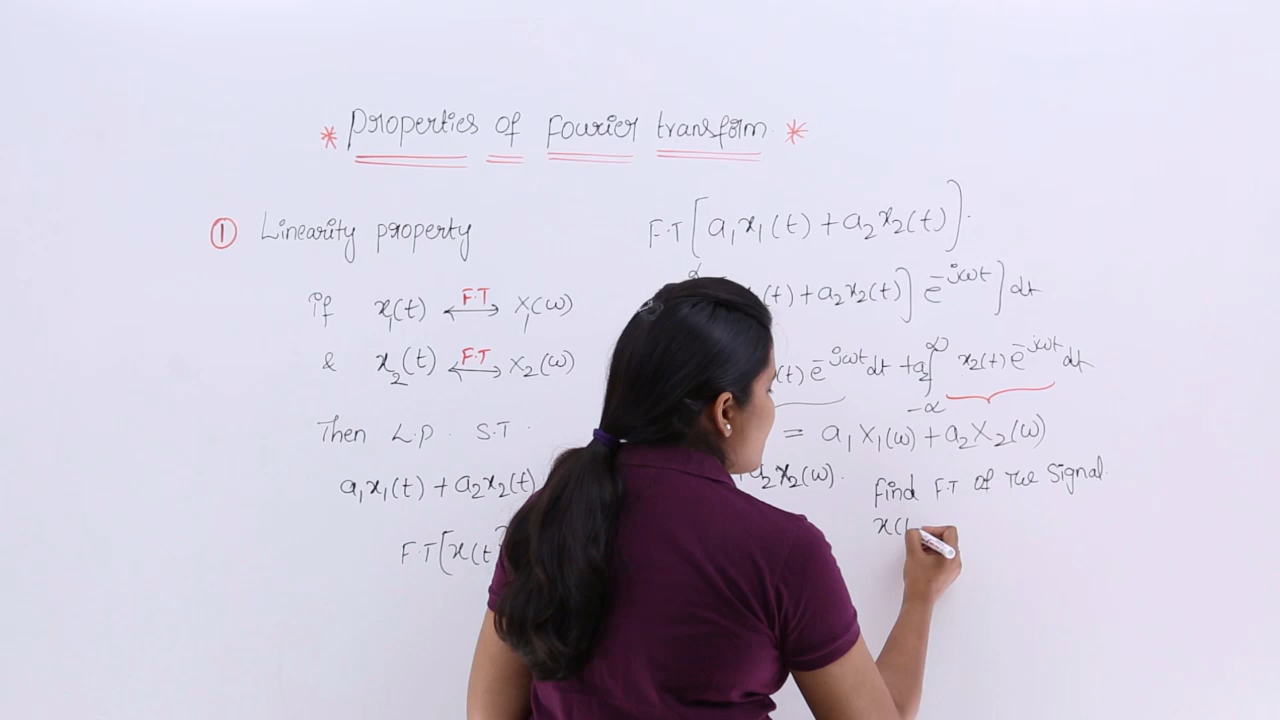 * Properties of Fourier transform. *
① Linearity property
if x₁(t) ⟷ F.T X₁(ω)
& x₂(t) ⟷ F.T X₂(ω)
Then L.P. S.T.
a₁x₁(t) + a₂x₂(t)
F.T[x(t)
F.T[a₁x₁(t) + a₂x₂(t)].
(t) + a₂x₂(t)] e^-jωt] dt
(t) e^-jωt dt + a₂ ∫_-∝^∝ x₂(t) e^-jωt dt
= a₁X₁(ω) + a₂X₂(ω)
a₂X₂(ω).
Find F.T of the Signal.
x(